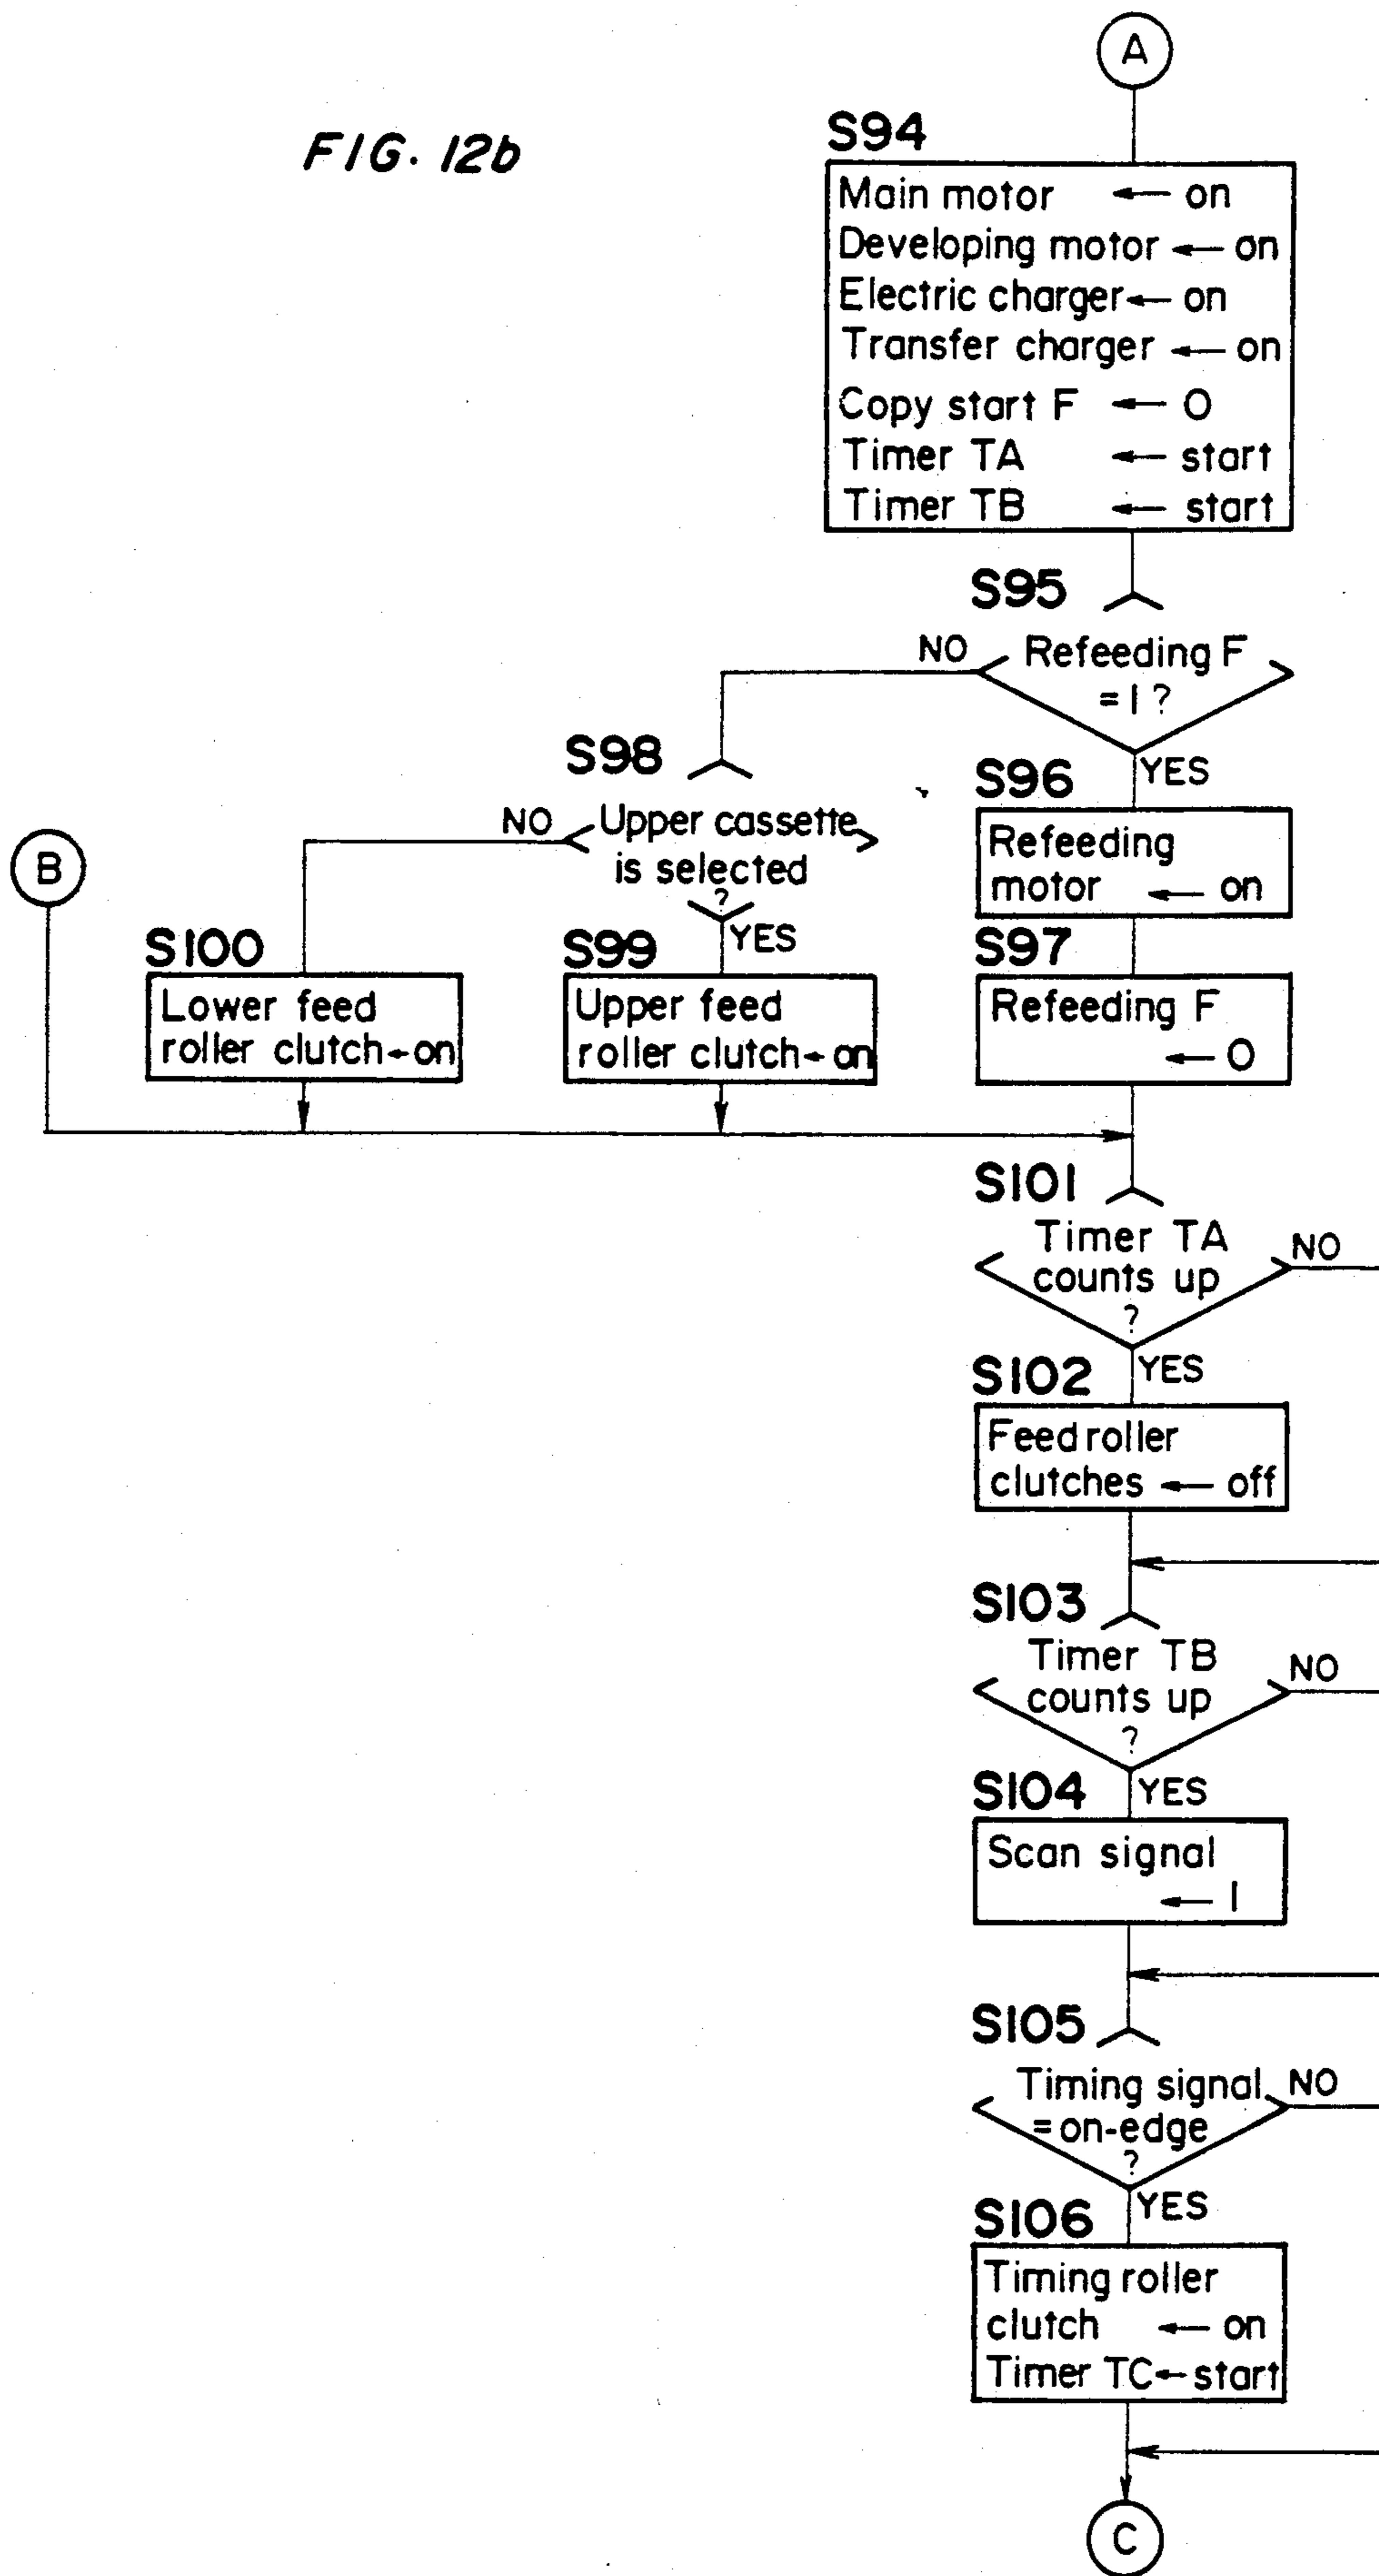 A
FIG. 12b
S94
Main motor ← on
Developing motor ← on
Electric charger ← on
Transfer charger ← on
Copy start F ← 0
Timer TA ← start
Timer TB ← start
S95
NO
Refeeding F
=1?
YES
S98
NO
Upper cassette
is selected
?
YES
S96
Refeeding
motor ← on
B
S100
Lower feed
roller clutch ← on
S99
Upper feed
roller clutch ← on
S97
Refeeding F
← 0
S101
Timer TA
counts up
?
NO
YES
S102
Feed roller
clutches ← off
S103
Timer TB
counts up
?
NO
YES
S104
Scan signal
← 1
S105
Timing signal
=on-edge
?
NO
YES
S106
Timing roller
clutch ← on
Timer TC ← start
C